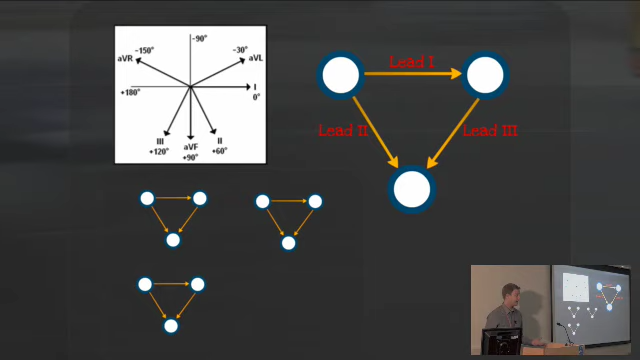 -90°
-150°
-30°
aVR
aVL
I
+180°
0°
III
aVF
II
+120°
+90°
+60°
Lead I
Lead II
Lead III